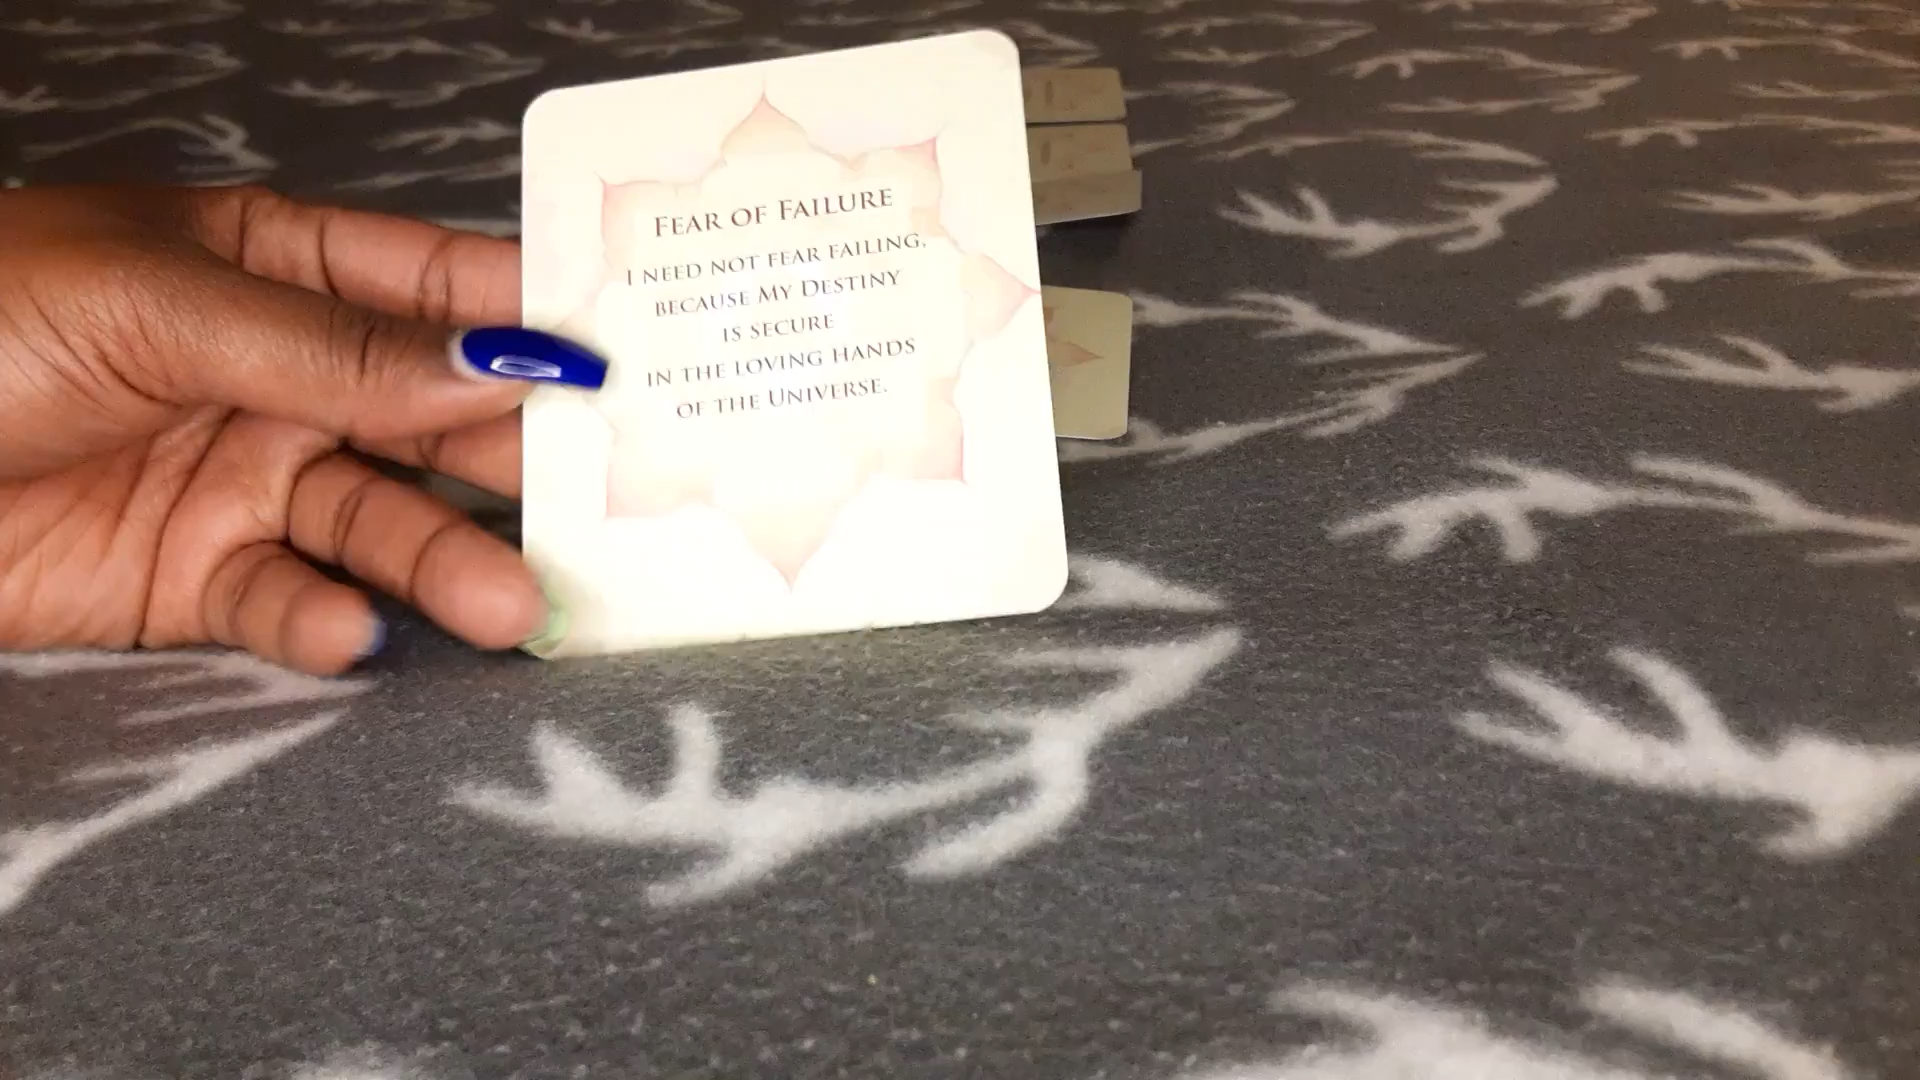 FEAR OF FAILURE
I NEED NOT FEAR FAILING,
BECAUSE MY DESTINY
IS SECURE
IN THE LOVING HANDS
OF THE UNIVERSE.